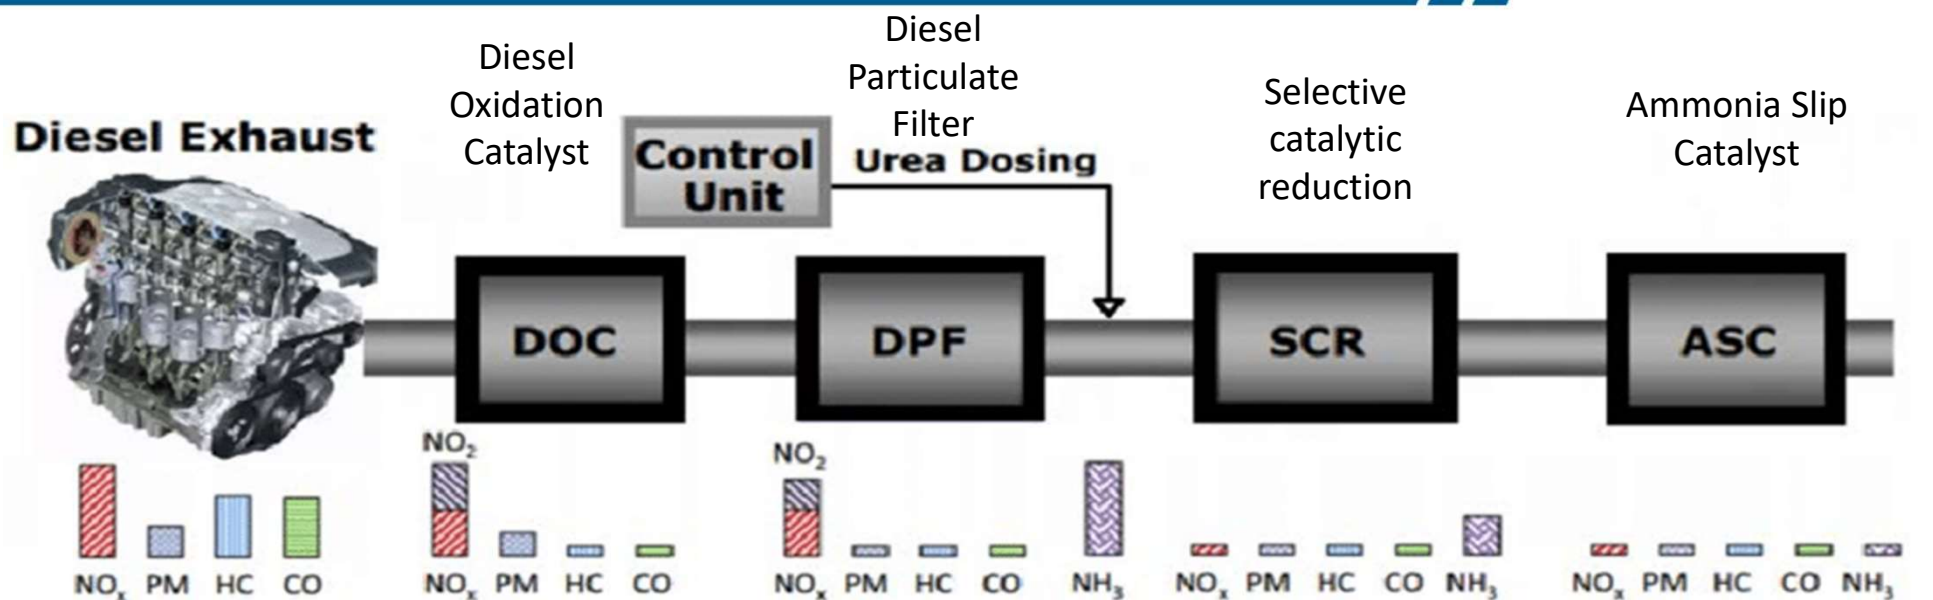 Diesel Exhaust
Diesel
Oxidation
Catalyst
Control
Unit
Diesel
Particulate
Filter
Urea Dosing
Selective
catalytic
reduction
Ammonia Slip
Catalyst
DOC
DPF
SCR
ASC
NO₂
NO₂
NOₓ PM HC CO
NOₓ PM HC CO
NOₓ PM HC CO NH₃
NOₓ PM HC CO NH₃
NOₓ PM HC CO NH₃